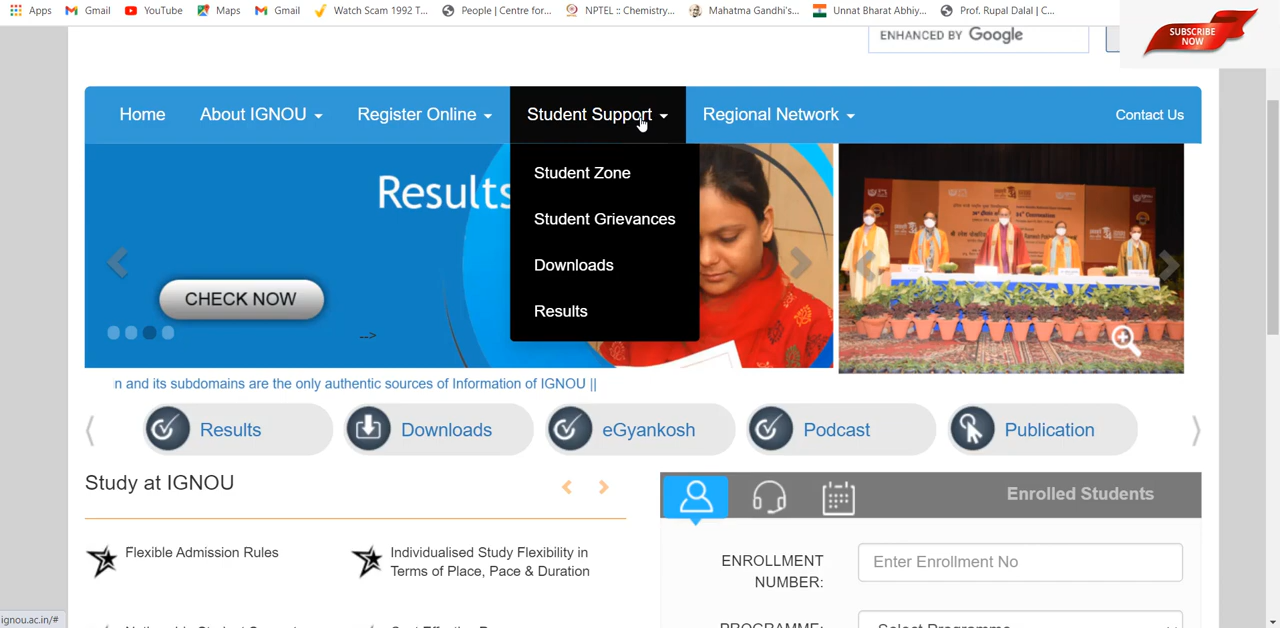 Apps Gmail YouTube Maps Gmail Watch Scam 1992 T... People | Centre for... NPTEL :: Chemistry... Mahatma Gandhi's... Unnat Bharat Abhiy... Prof. Rupal Dalal | C...
SUBSCRIBE
NOW
ENHANCED BY Google
Home About IGNOU Register Online Student Support Regional Network Contact Us
Results
Student Zone
Student Grievances
Downloads
Results
CHECK NOW
-->
n and its subdomains are the only authentic sources of Information of IGNOU ||
Results Downloads eGyankosh Podcast Publication
Study at IGNOU
Enrolled Students
Flexible Admission Rules
Individualised Study Flexibility in
Terms of Place, Pace & Duration
ENROLLMENT
NUMBER:
Enter Enrollment No
PROGRAMME:
Select Programme
ignou.ac.in/#